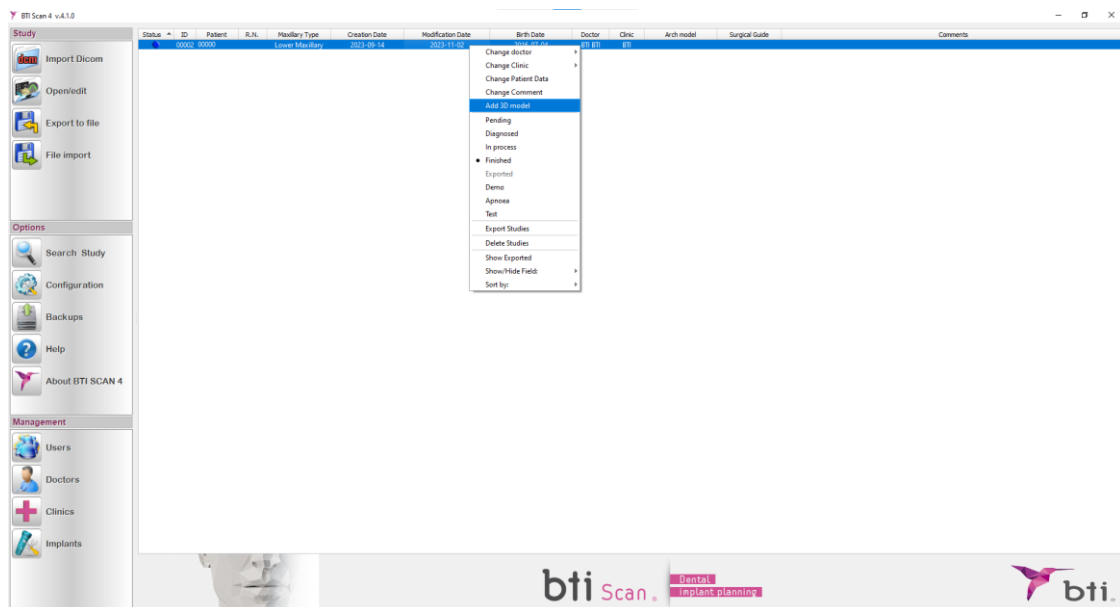 BTI Scan 4 v.4.1.0
Study
Import Dicom
Open/edit
Export to file
File import
Options
Search Study
Configuration
Backups
Help
About BTI SCAN 4
Management
Users
Doctors
Clinics
Implants
Status ID Patient R.N. Maxillary Type Creation Date Modification Date Birth Date Doctor Clinic Arch model Surgical Guide Comments
00002 00000 Lower Maxillary 2023-09-14 2023-11-02 BTI BTI BTI
Change doctor
Change Clinic
Change Patient Data
Change Comment
Add 3D model
Pending
Diagnosed
In process
Finished
Exported
Demo
Apnoea
Test
Export Studies
Delete Studies
Show Exported
Show/Hide Field:
Sort by:
bti Scan®
Dental
implant planning
bti®